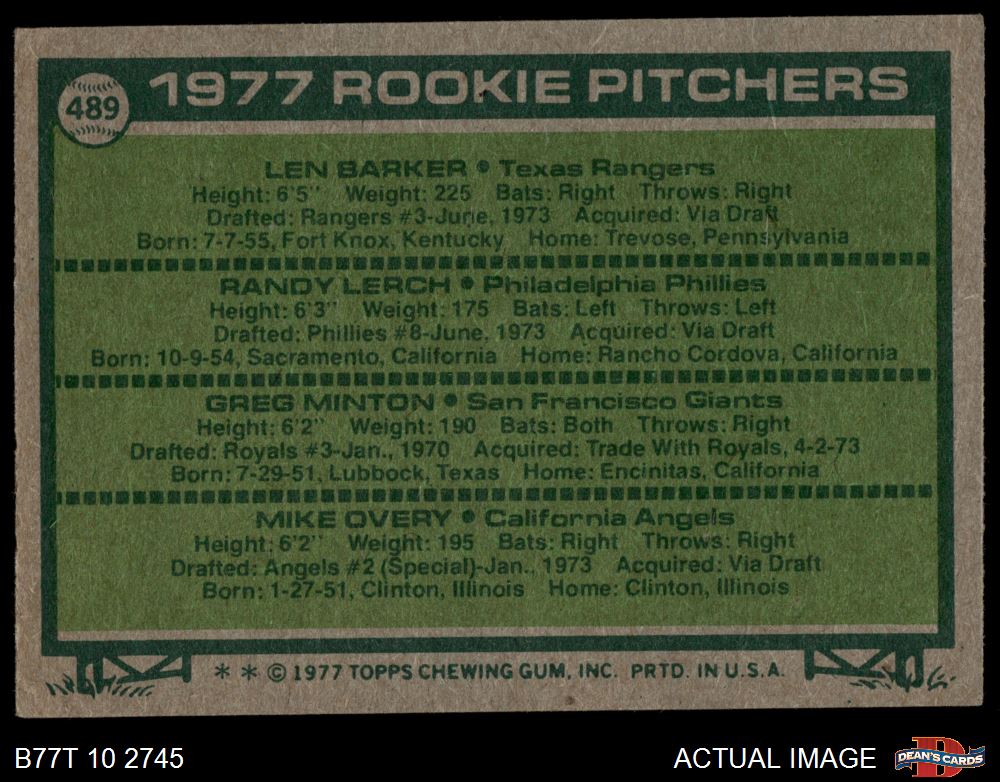 489
1977 ROOKIE PITCHERS
LEN BARKER • Texas Rangers
Height: 6'5" Weight: 225 Bats: Right Throws: Right
Drafted: Rangers #3-June, 1973 Acquired: Via Draft
Born: 7-7-55, Fort Knox, Kentucky Home: Trevose, Pennsylvania
RANDY LERCH • Philadelphia Phillies
Height: 6'3" Weight: 175 Bats: Left Throws: Left
Drafted: Phillies #8-June, 1973 Acquired: Via Draft
Born: 10-9-54, Sacramento, California Home: Rancho Cordova, California
GREG MINTON • San Francisco Giants
Height: 6'2" Weight: 190 Bats: Both Throws: Right
Drafted: Royals #3-Jan., 1970 Acquired: Trade With Royals, 4-2-73
Born: 7-29-51, Lubbock, Texas Home: Encinitas, California
MIKE OVERY • California Angels
Height: 6'2" Weight: 195 Bats: Right Throws: Right
Drafted: Angels #2 (Special)-Jan., 1973 Acquired: Via Draft
Born: 1-27-51, Clinton, Illinois Home: Clinton, Illinois
* * © 1977 TOPPS CHEWING GUM, INC. PRTD. IN U.S.A.
B77T 10 2745
ACTUAL IMAGE
D
DEAN'S CARDS